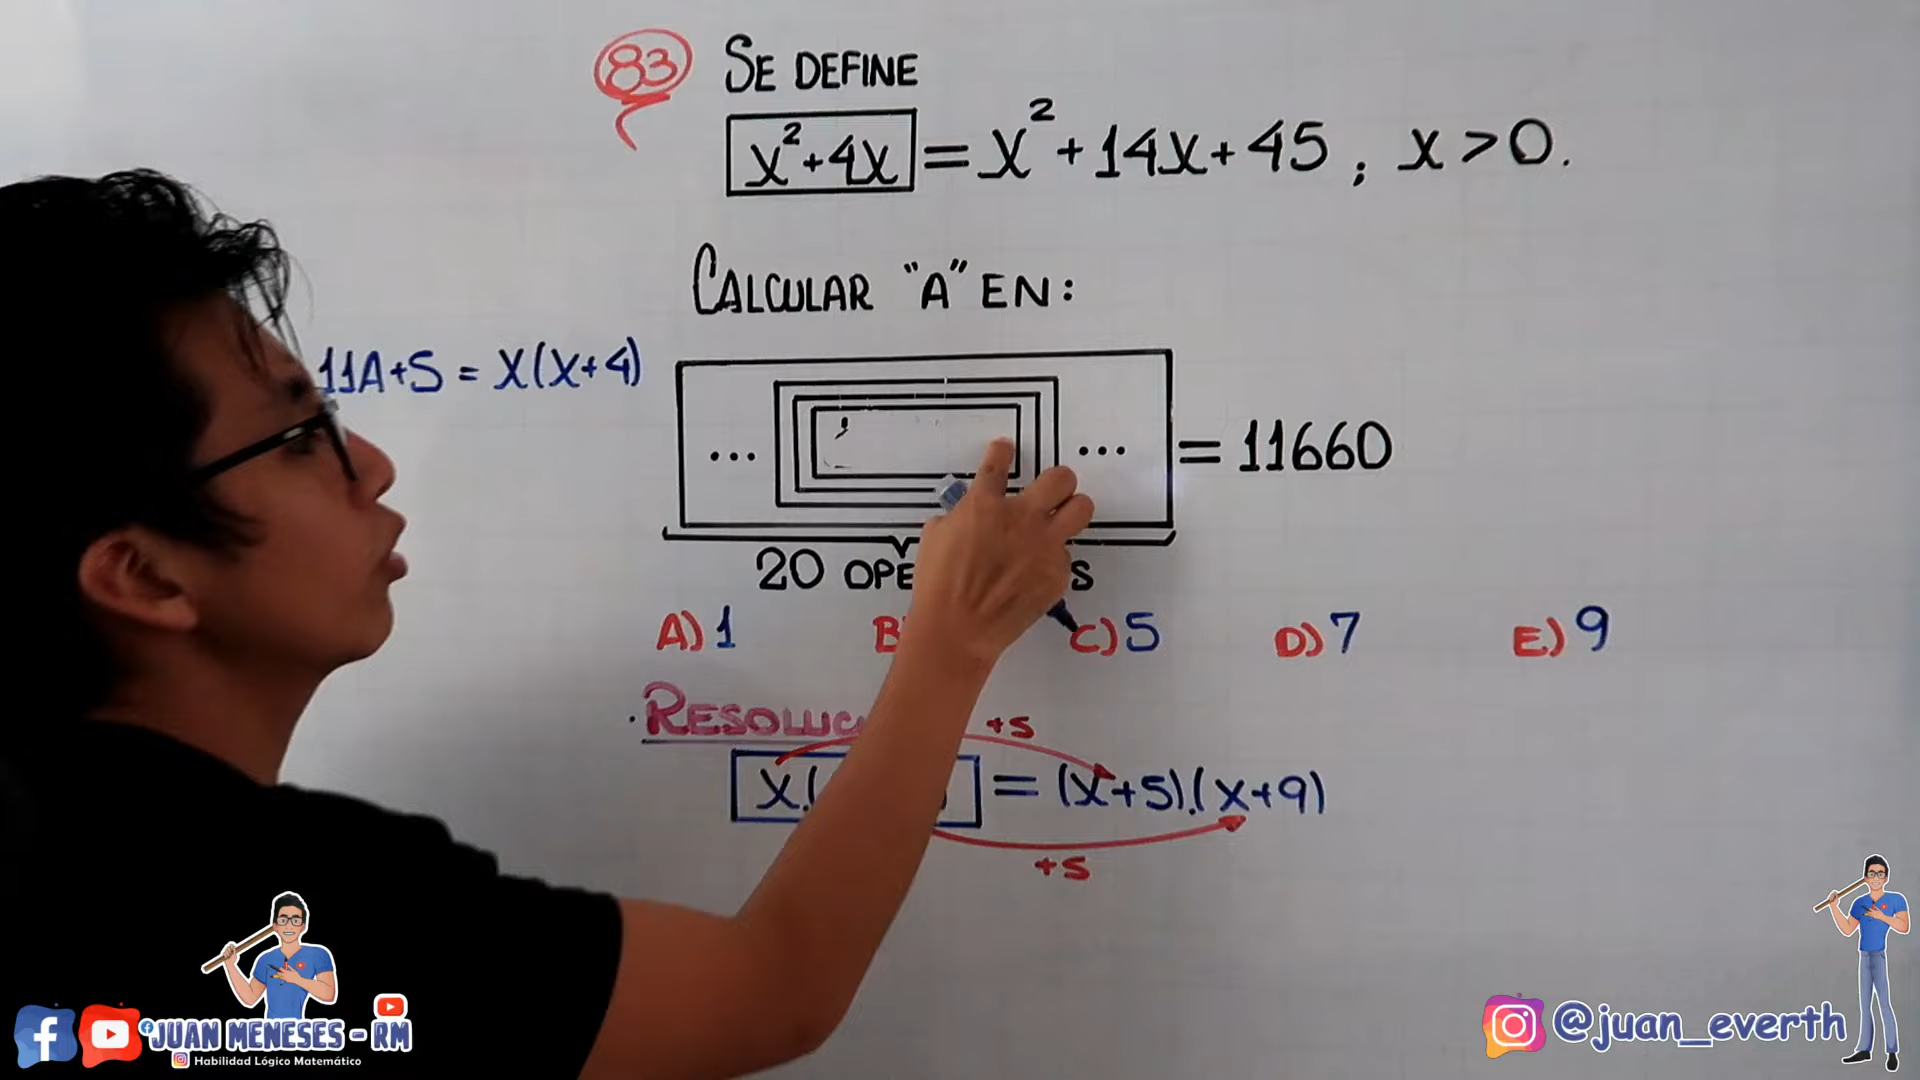 83 SE DEFINE
x²+4x = x²+14x+45 ; x>0.
CALCULAR "A" EN:
11A+5 = x(x+4)
... ... = 11660
20 OPE S
A) 1 B) C) 5 D) 7 E) 9
RESOLUC
+5
x.( ) = (x+5).(x+9)
+5
JUAN MENESES - RM
Habilidad Lógico Matemático
@juan_everth